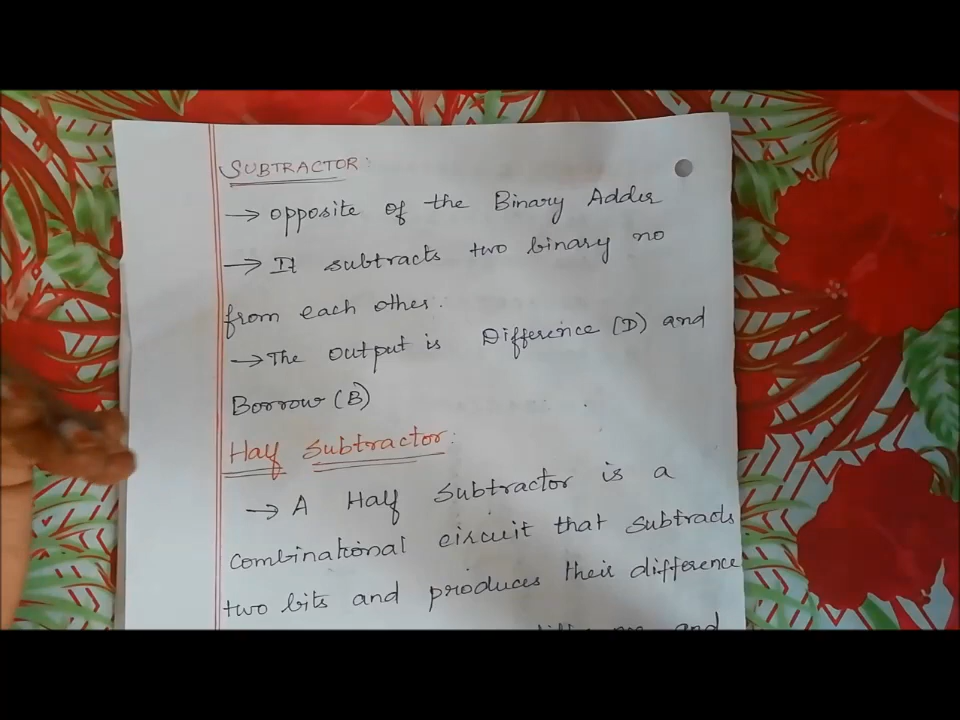 SUBTRACTOR:
→ opposite of the Binary Adder
→ It subtracts two binary no
from each other.
→ The output is Difference (D) and
Borrow (B)
Half Subtractor:
→ A Half Subtractor is a
combinational circuit that subtracts
two bits and produces their difference
and